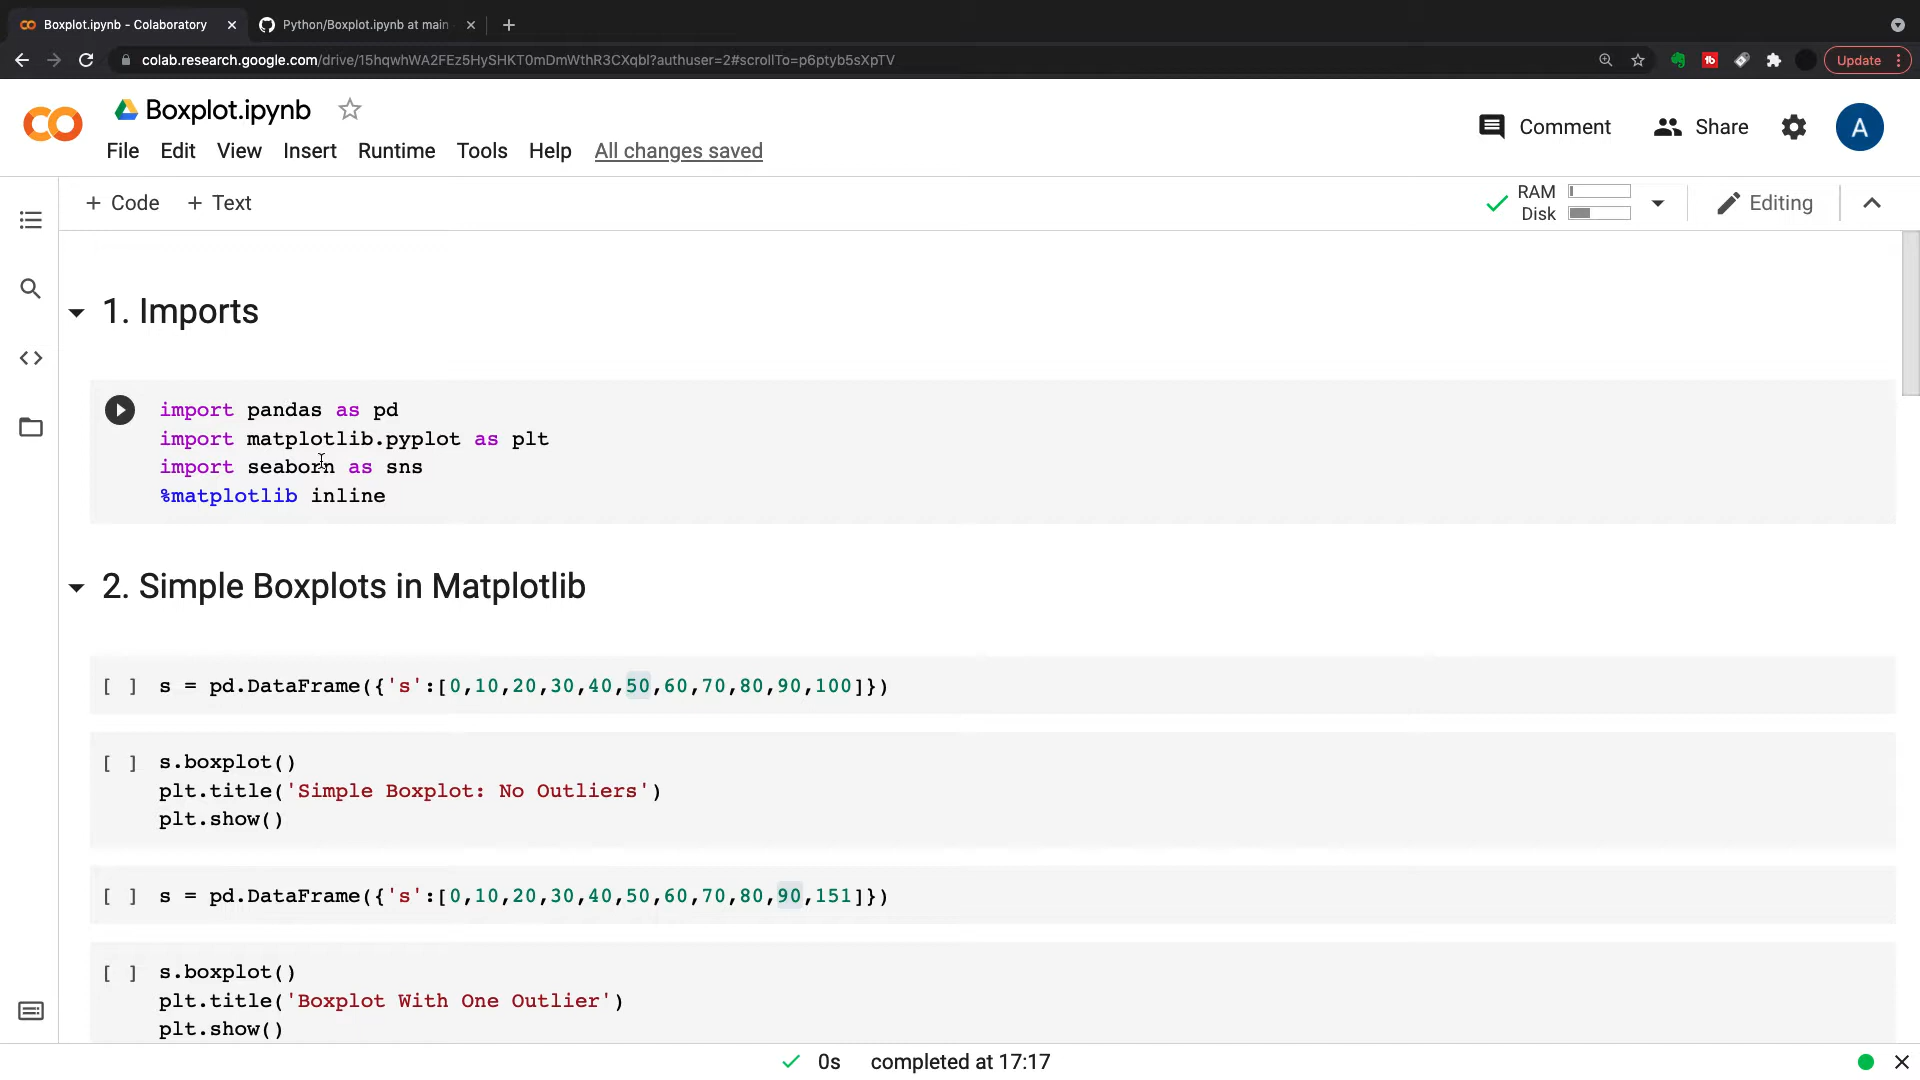 Boxplot.ipynb - Colaboratory
Python/Boxplot.ipynb at main
colab.research.google.com/drive/15hqwhWA2FEz5HySHKT0mDmWthR3CXqbl?authuser=2#scrollTo=p6ptyb5sXpTV
Update
Boxplot.ipynb
Comment
Share
A
File Edit View Insert Runtime Tools Help All changes saved
+ Code + Text
RAM
Disk
Editing
1. Imports
import pandas as pd
import matplotlib.pyplot as plt
import seaborn as sns
%matplotlib inline
2. Simple Boxplots in Matplotlib
[ ] s = pd.DataFrame({'s':[0,10,20,30,40,50,60,70,80,90,100]})
[ ] s.boxplot()
plt.title('Simple Boxplot: No Outliers')
plt.show()
[ ] s = pd.DataFrame({'s':[0,10,20,30,40,50,60,70,80,90,151]})
[ ] s.boxplot()
plt.title('Boxplot With One Outlier')
plt.show()
0s completed at 17:17